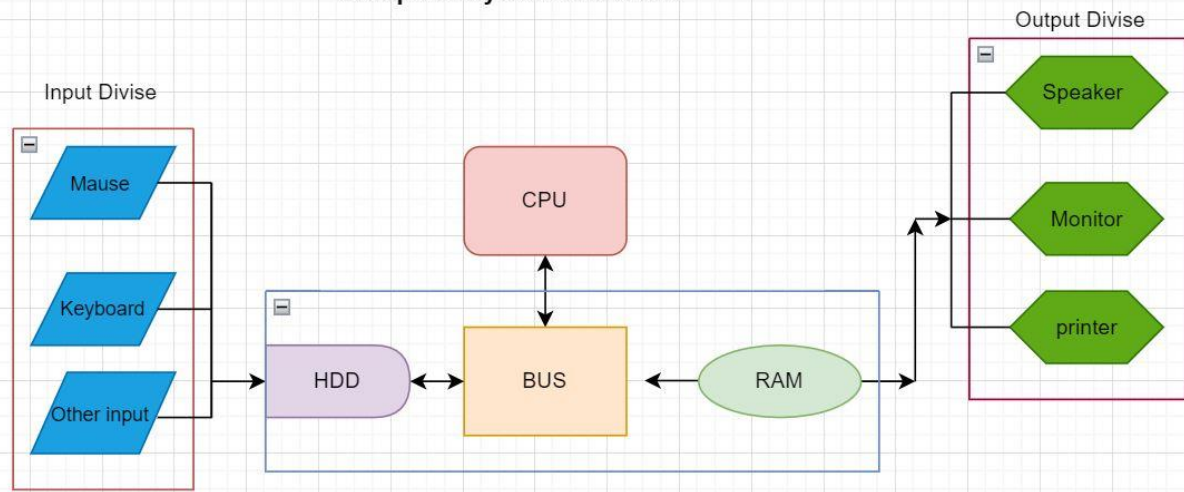 Output Divise
Input Divise
Speaker
Mause
CPU
Monitor
Keyboard
printer
HDD
BUS
RAM
Other input